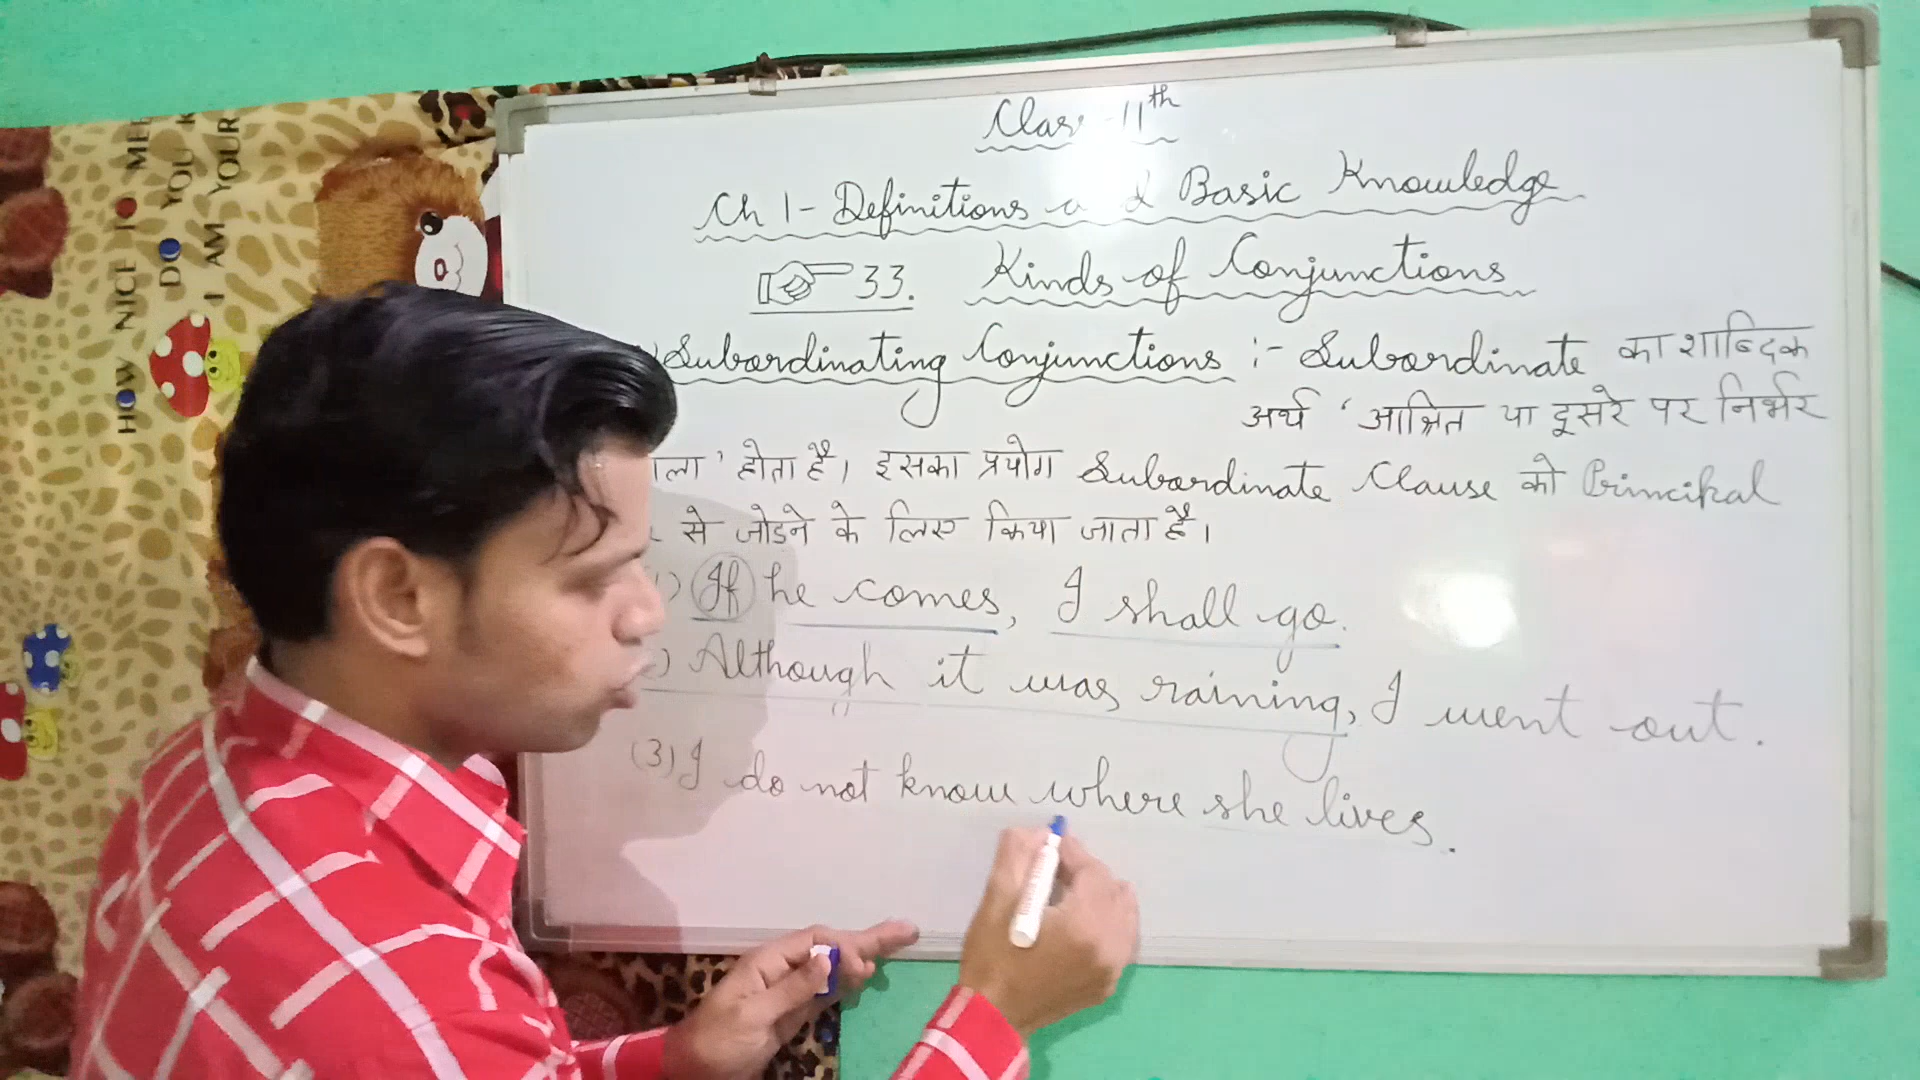 HOW NICE TO MEE
DO YOU K
I AM YOUR
Class-11th
Ch 1- Definitions a d Basic Knowledge
33. Kinds of Conjunctions
Subordinating Conjunctions :- Subordinate का शाब्दिक
अर्थ 'आश्रित या दूसरे पर निर्भर
ला' होता है। इसका प्रयोग Subordinate Clause को Principal
से जोडने के लिए किया जाता है।
1) If he comes, I shall go.
) Although it was raining, I went out.
(3) I do not know where she lives.